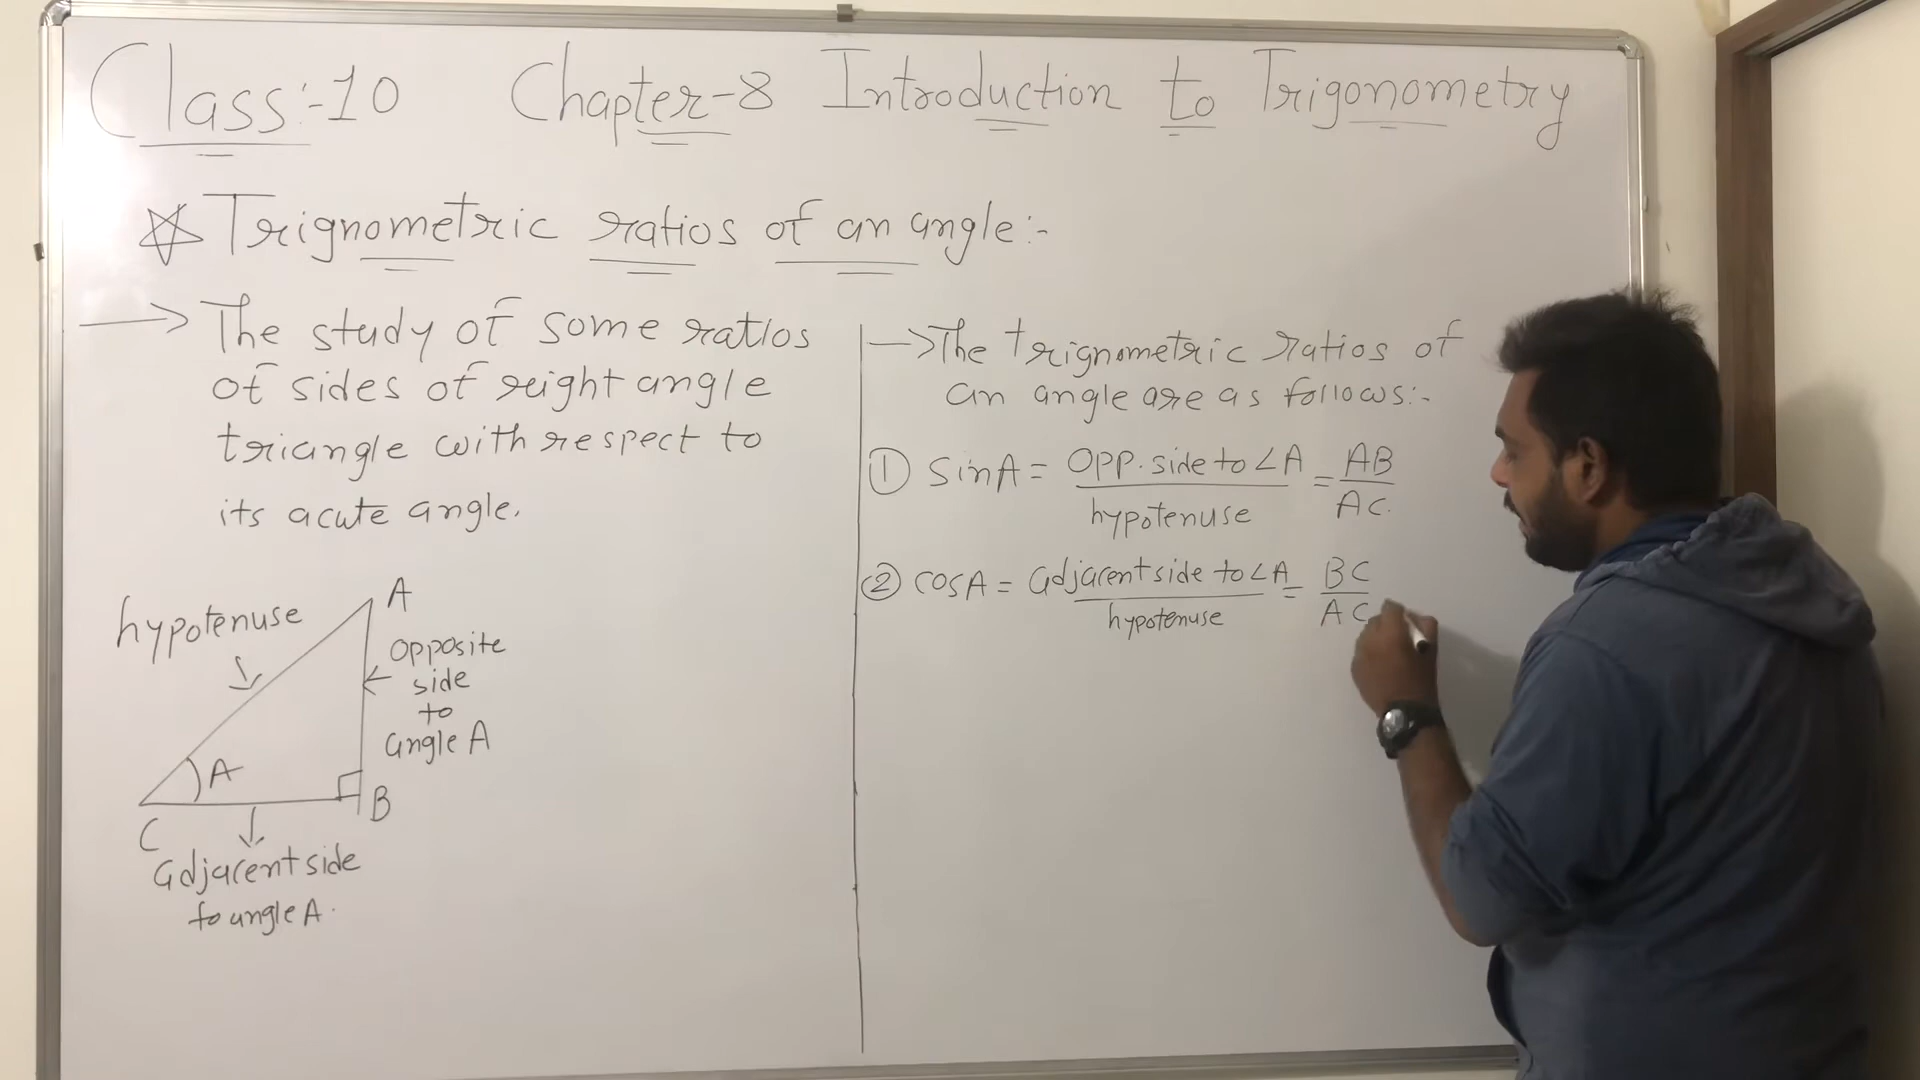 Class:-10 Chapter-8 Introduction to Trigonometry
Trignometric ratios of an angle:-
→ The study of some ratios
of sides of right angle
triangle with respect to
its acute angle.
hypotenuse
A
opposite
side
to
angle A
A
B
C
adjacent side
to angle A.
→ The trignometric ratios of
an angle are as follows:-
① SinA = Opp. side to ∠A / hypotenuse = AB / AC.
② COSA = adjacent side to ∠A / hypotenuse = BC / AC